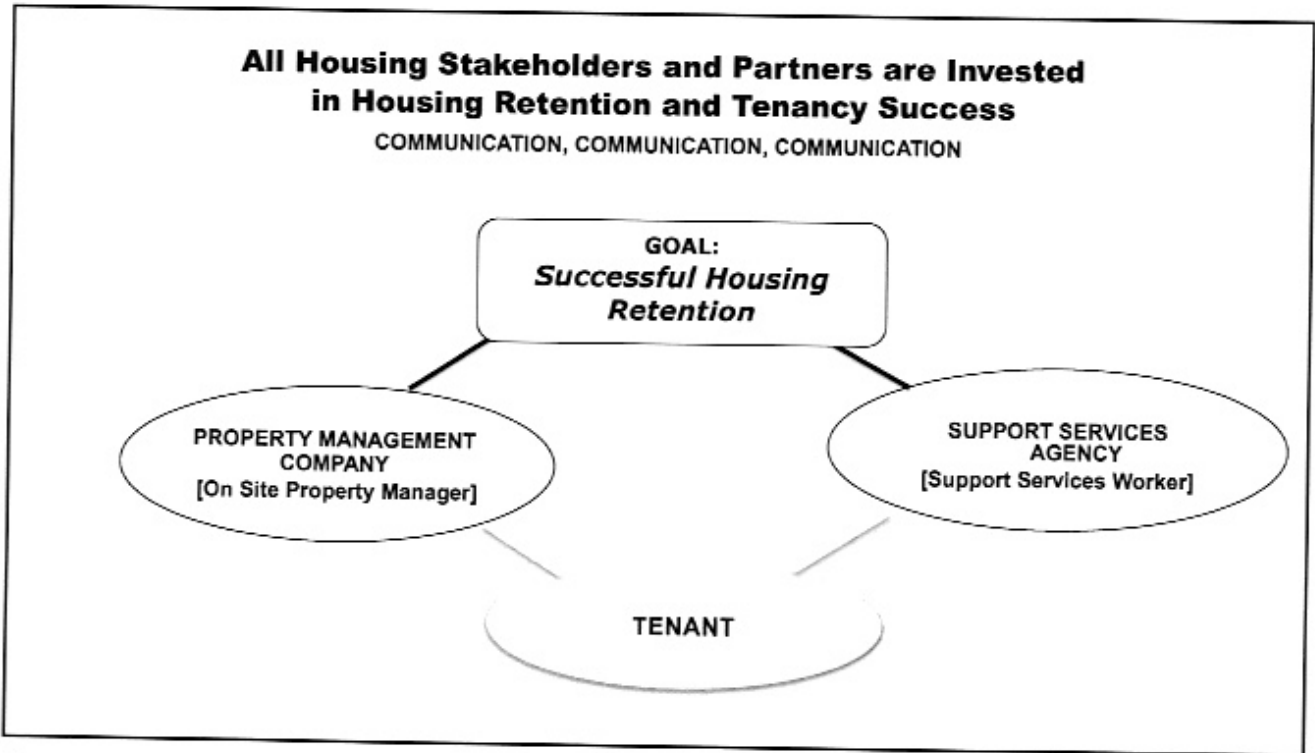 All Housing Stakeholders and Partners are Invested
in Housing Retention and Tenancy Success
COMMUNICATION, COMMUNICATION, COMMUNICATION
GOAL:
Successful Housing
Retention
PROPERTY MANAGEMENT
COMPANY
[On Site Property Manager]
SUPPORT SERVICES
AGENCY
[Support Services Worker]
TENANT